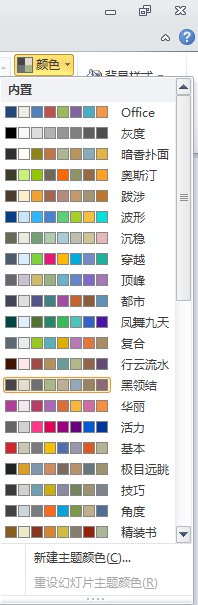 颜色
背景样式
内置
Office
灰度
暗香扑面
奥斯汀
跋涉
波形
沉稳
穿越
顶峰
都市
凤舞九天
复合
行云流水
黑领结
华丽
活力
基本
极目远眺
技巧
角度
精装书
新建主题颜色(C)...
重设幻灯片主题颜色(R)